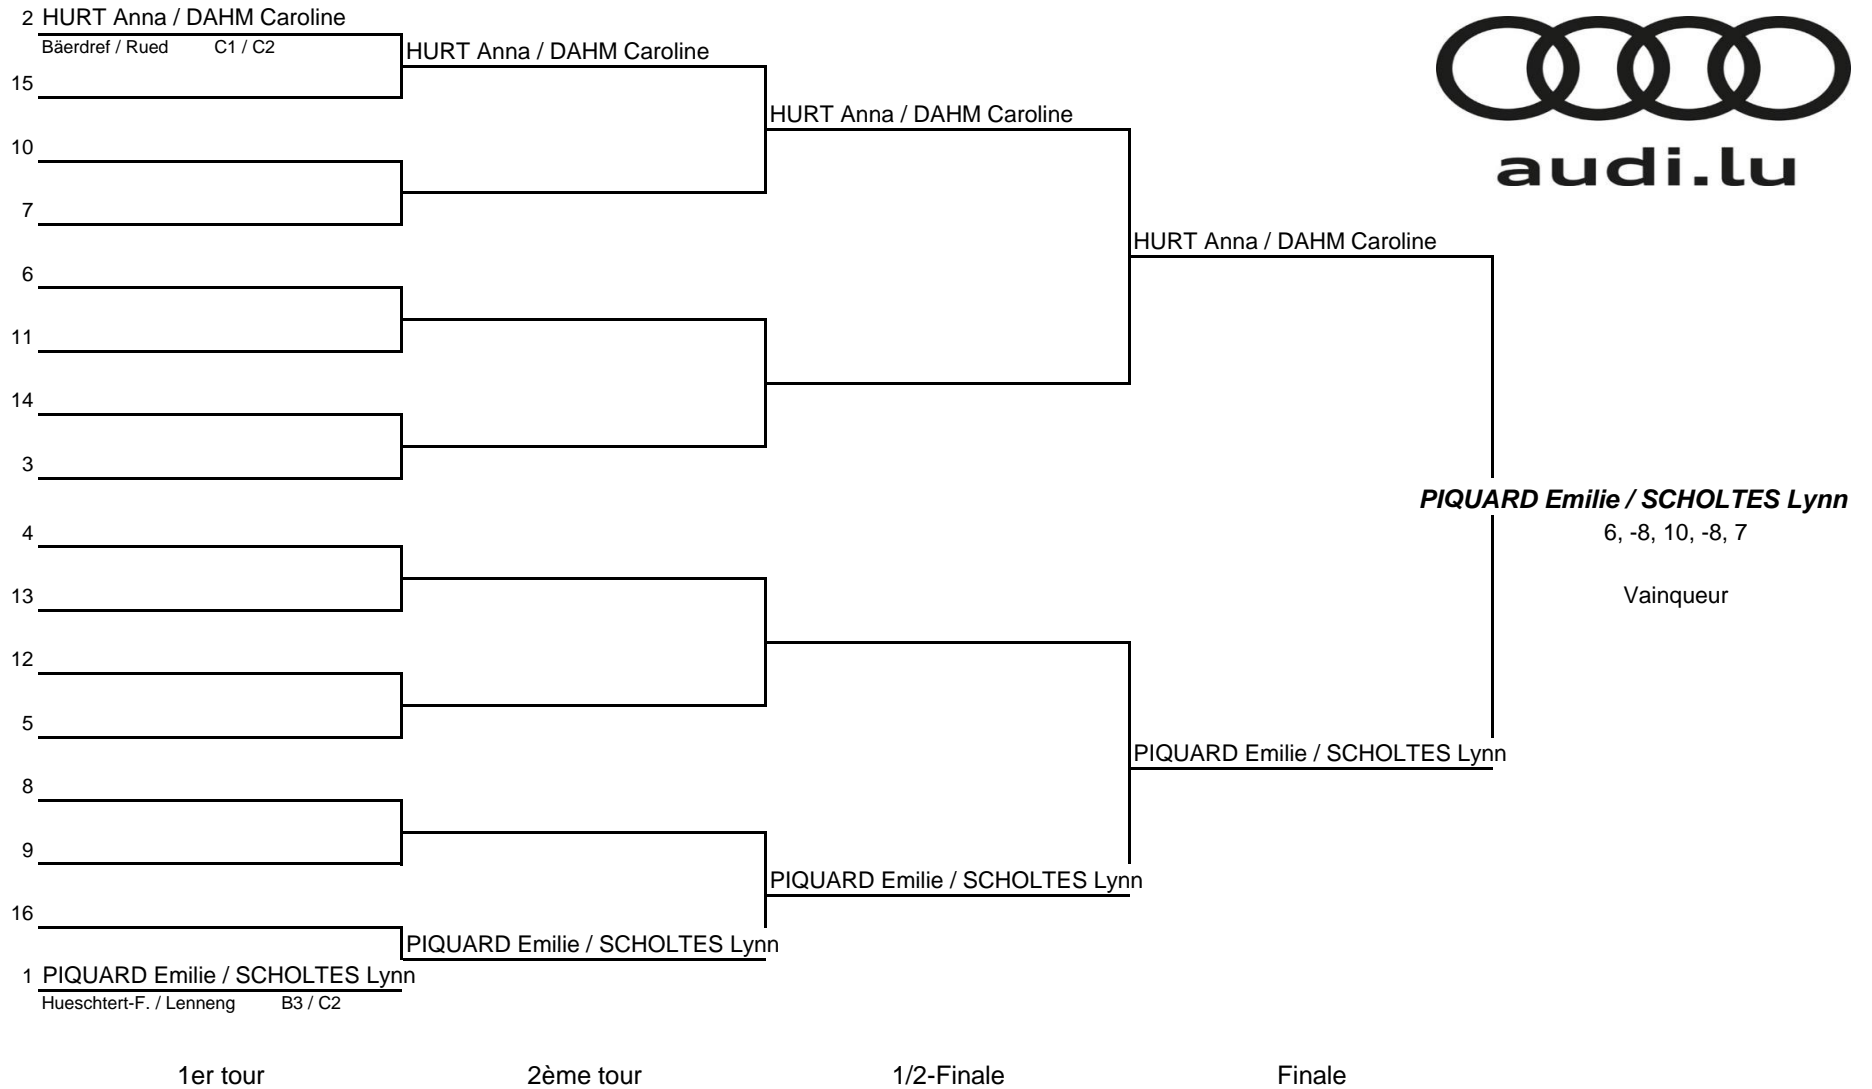 2 HURT Anna / DAHM Caroline
Bäerdref / Rued C1 / C2
HURT Anna / DAHM Caroline
15
HURT Anna / DAHM Caroline
10
audi.lu
7
HURT Anna / DAHM Caroline
6
11
14
3
PIQUARD Emilie / SCHOLTES Lynn
6, -8, 10, -8, 7
4
Vainqueur
13
12
5
PIQUARD Emilie / SCHOLTES Lynn
8
9
PIQUARD Emilie / SCHOLTES Lynn
16
PIQUARD Emilie / SCHOLTES Lynn
1 PIQUARD Emilie / SCHOLTES Lynn
Hueschtert-F. / Lenneng B3 / C2
1er tour 2ème tour 1/2-Finale Finale